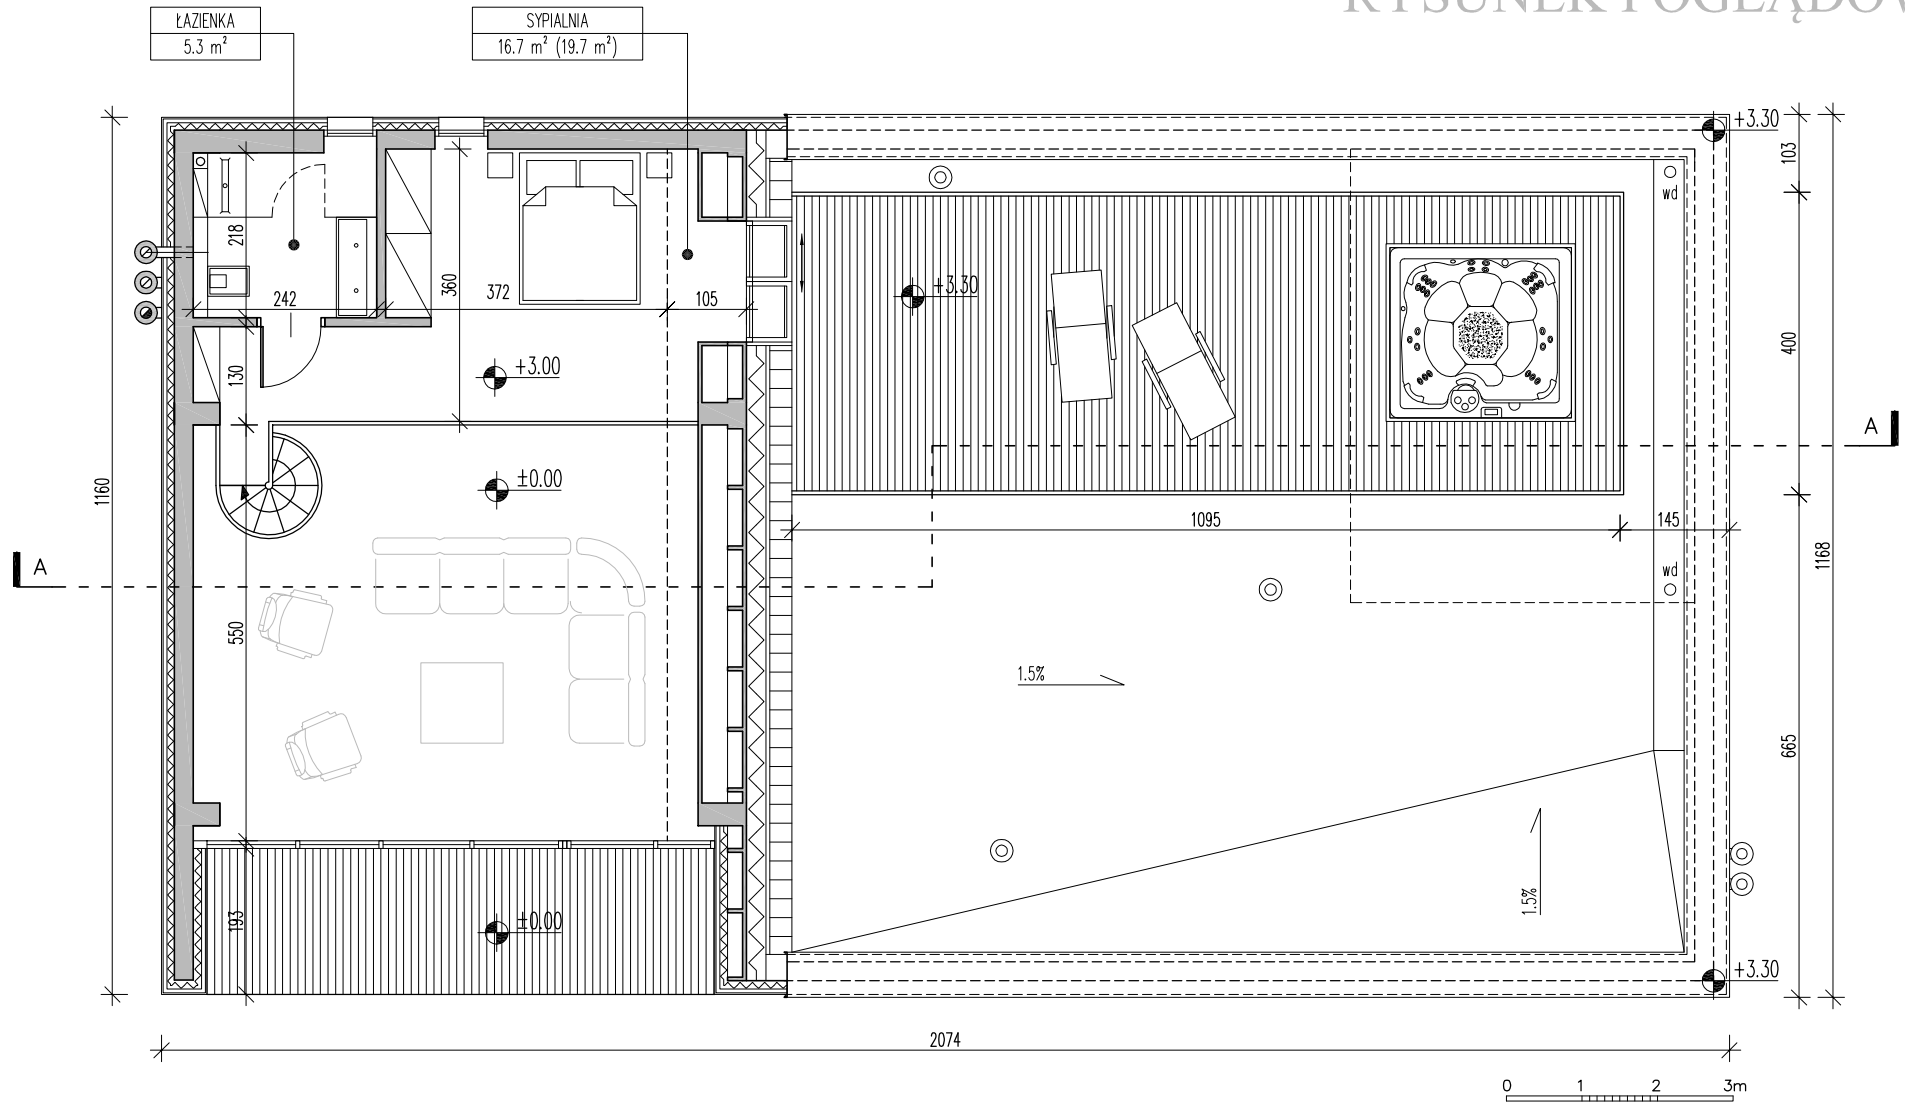 RYSUNEK POGLĄDOW
ŁAZIENKA
5.3 m²
SYPIALNIA
16.7 m² (19.7 m²)
+3.30
103
wd
218
360
242
372
105
+3.30
400
130
+3.00
A
1160
±0.00
1095
145
1168
A
wd
550
1.5%
665
193
±0.00
1.5%
+3.30
2074
0 1 2 3m